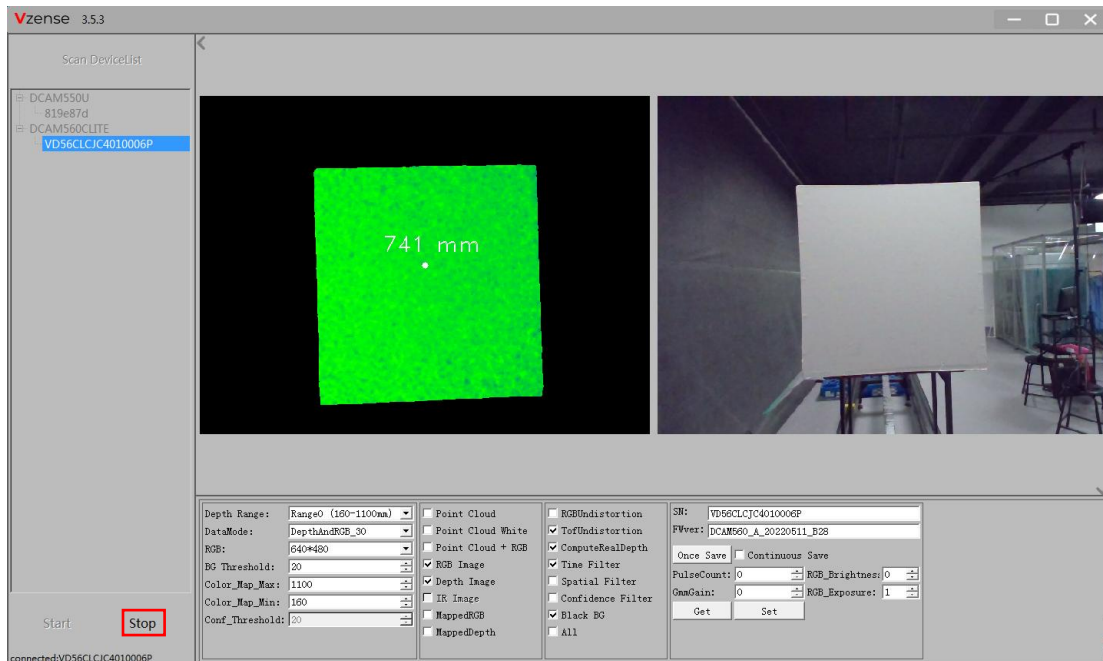 Vzense 3.5.3
Scan DeviceList
DCAM550U
819e87d
DCAM560CLITE
VD56CLCJC4010006P
741 mm
Depth Range: Range0 (160-1100mm)
DataMode: DepthAndRGB_30
RGB: 640*480
BG Threshold: 20
Color_Map_Max: 1100
Color_Map_Min: 160
Conf_Threshold: 20
Point Cloud
Point Cloud White
Point Cloud + RGB
RGB Image
Depth Image
IR Image
MappedRGB
MappedDepth
RGBUndistortion
TofUndistortion
ComputeRealDepth
Time Filter
Spatial Filter
Confidence Filter
Black BG
All
SN: VD56CLCJC4010006P
FWver: DCAM560_A_20220511_B28
Once Save Continuous Save
PulseCount: 0 RGB_Brightnes: 0
GmmGain: 0 RGB_Exposure: 1
Get Set
Start Stop
connected:VD56CLCJC4010006P